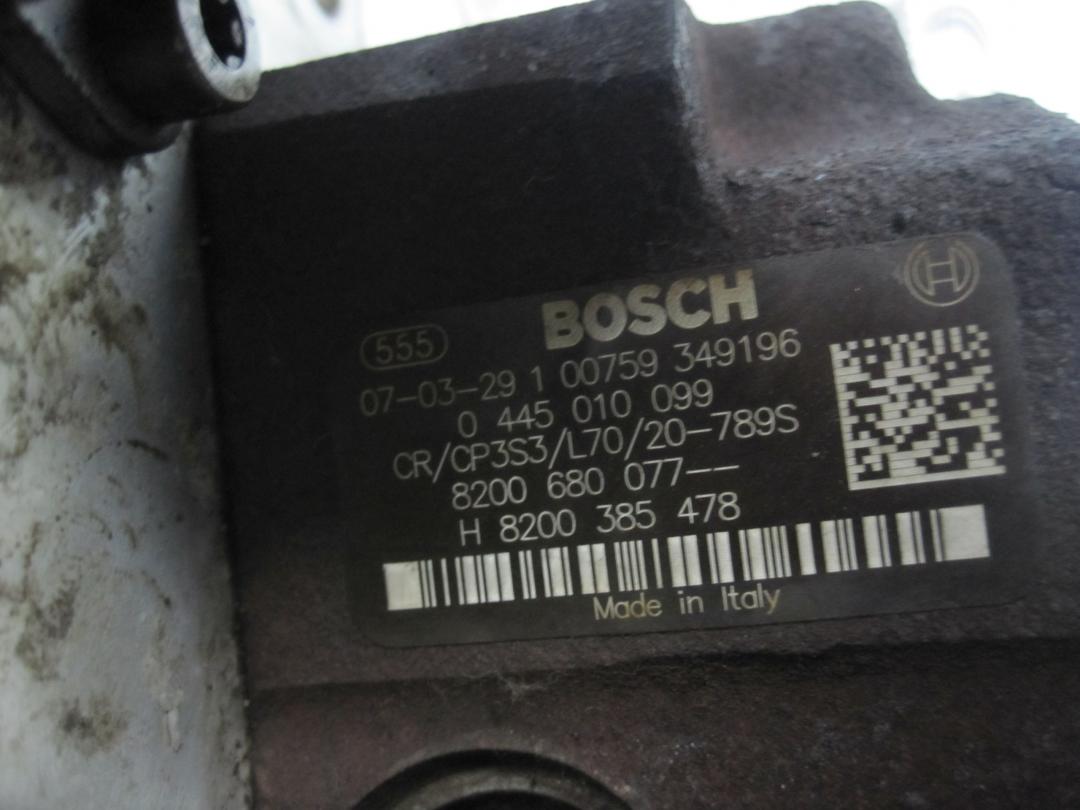 BOSCH
555
07-03-29 1 00759 349196
0 445 010 099
CR/CP3S3/L70/20-789S
8200 680 077--
H 8200 385 478
Made in Italy